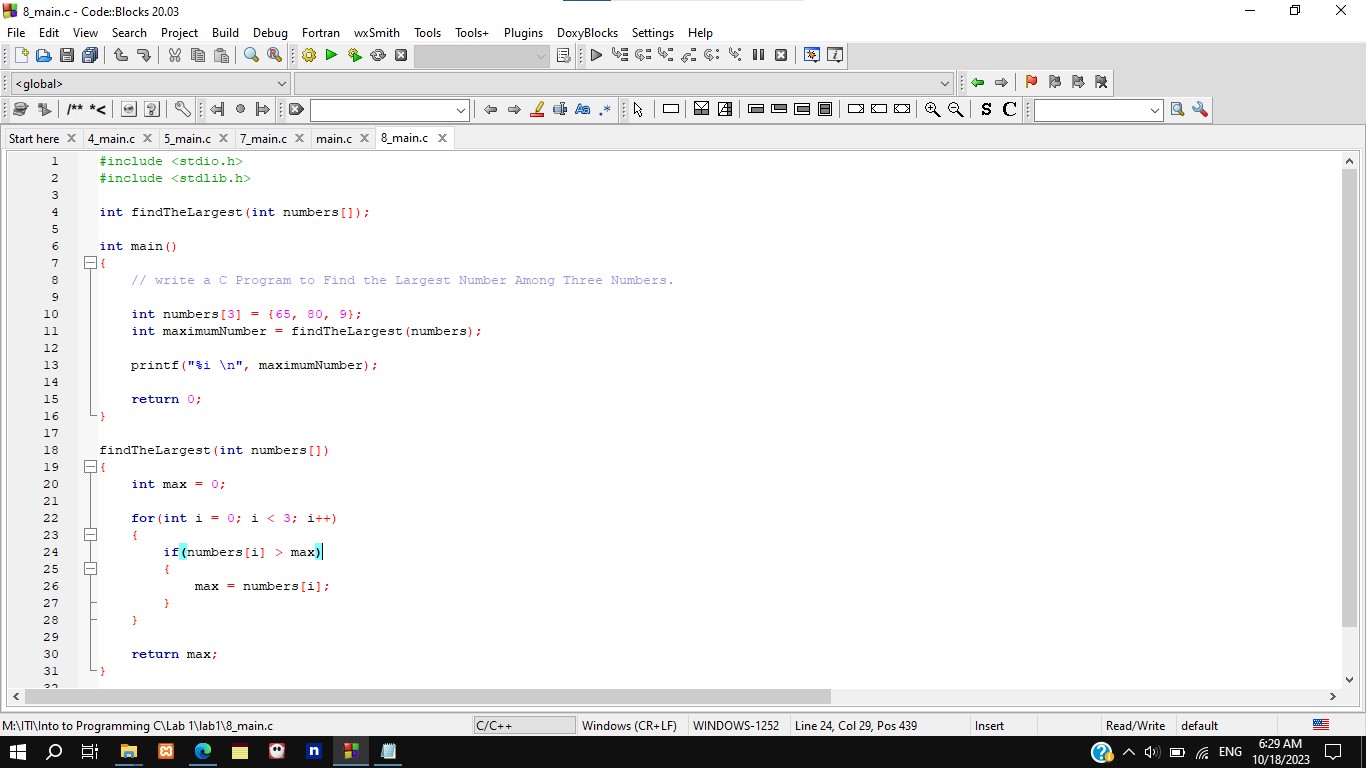 8_main.c - Code::Blocks 20.03
File Edit View Search Project Build Debug Fortran wxSmith Tools Tools+ Plugins DoxyBlocks Settings Help
<global>
/** *< Aa .* S C
Start here 4_main.c 5_main.c 7_main.c main.c 8_main.c
1 #include <stdio.h>
2 #include <stdlib.h>
3
4 int findTheLargest(int numbers[]);
5
6 int main()
7 {
8 // write a C Program to Find the Largest Number Among Three Numbers.
9
10 int numbers[3] = {65, 80, 9};
11 int maximumNumber = findTheLargest(numbers);
12
13 printf("%i \n", maximumNumber);
14
15 return 0;
16 }
17
18 findTheLargest(int numbers[])
19 {
20 int max = 0;
21
22 for(int i = 0; i < 3; i++)
23 {
24 if(numbers[i] > max)
25 {
26 max = numbers[i];
27 }
28 }
29
30 return max;
31 }
32
M:\ITI\Into to Programming C\Lab 1\lab1\8_main.c C/C++ Windows (CR+LF) WINDOWS-1252 Line 24, Col 29, Pos 439 Insert Read/Write default
n ENG 6:29 AM
10/18/2023